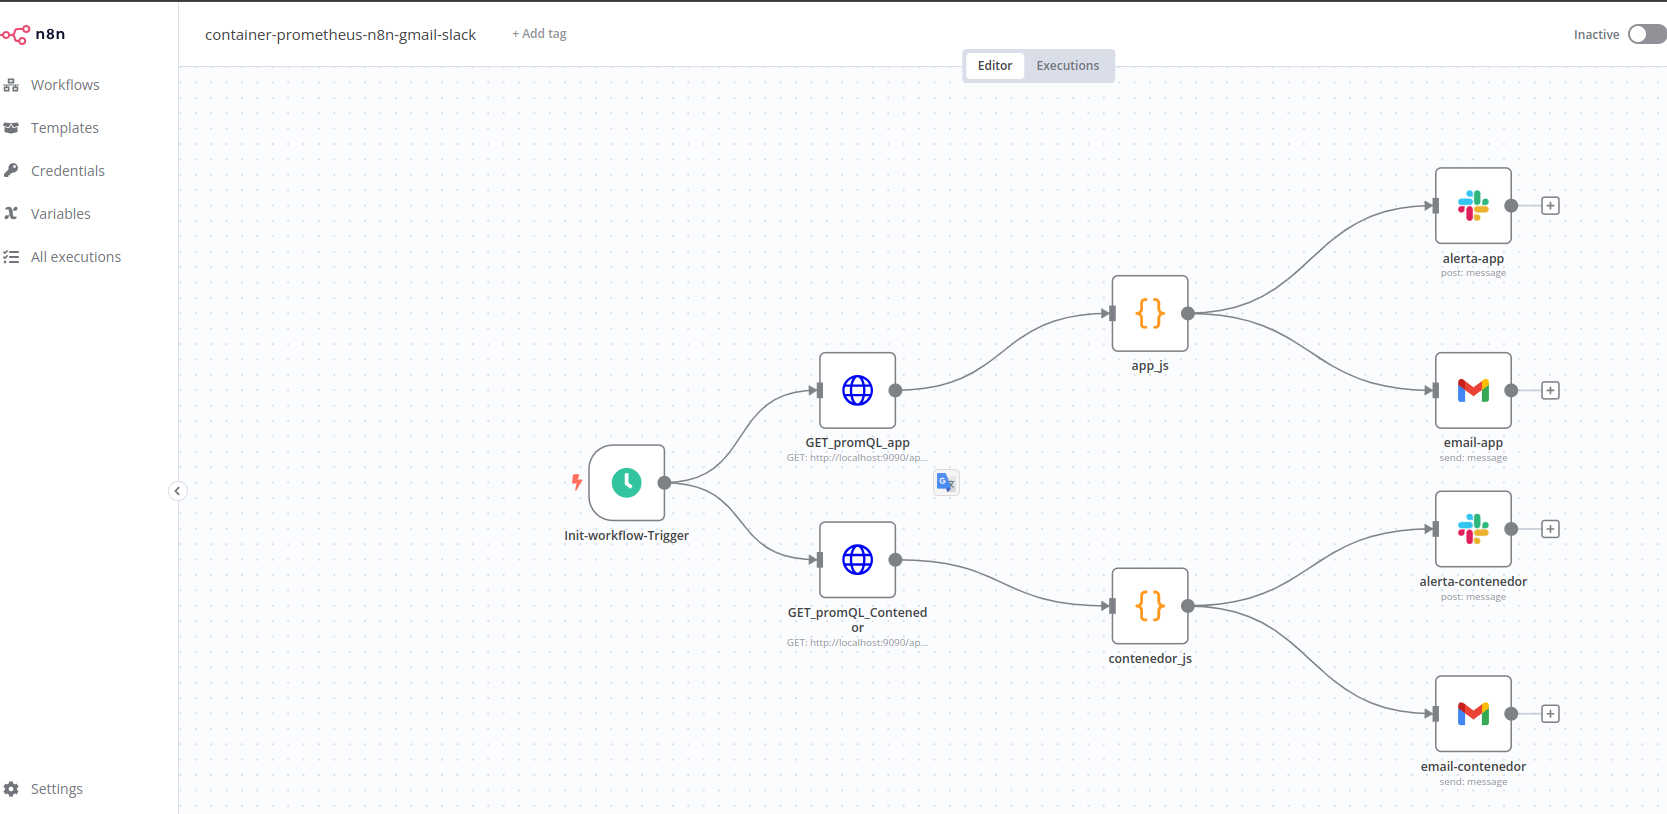 n8n
container-prometheus-n8n-gmail-slack
+ Add tag
Inactive
Editor
Executions
Workflows
Templates
Credentials
Variables
All executions
Settings
alerta-app
post: message
app_js
email-app
send: message
GET_promQL_app
GET: http://localhost:9090/ap...
Init-workflow-Trigger
GET_promQL_Contened
or
GET: http://localhost:9090/ap...
alerta-contenedor
post: message
contenedor_js
email-contenedor
send: message